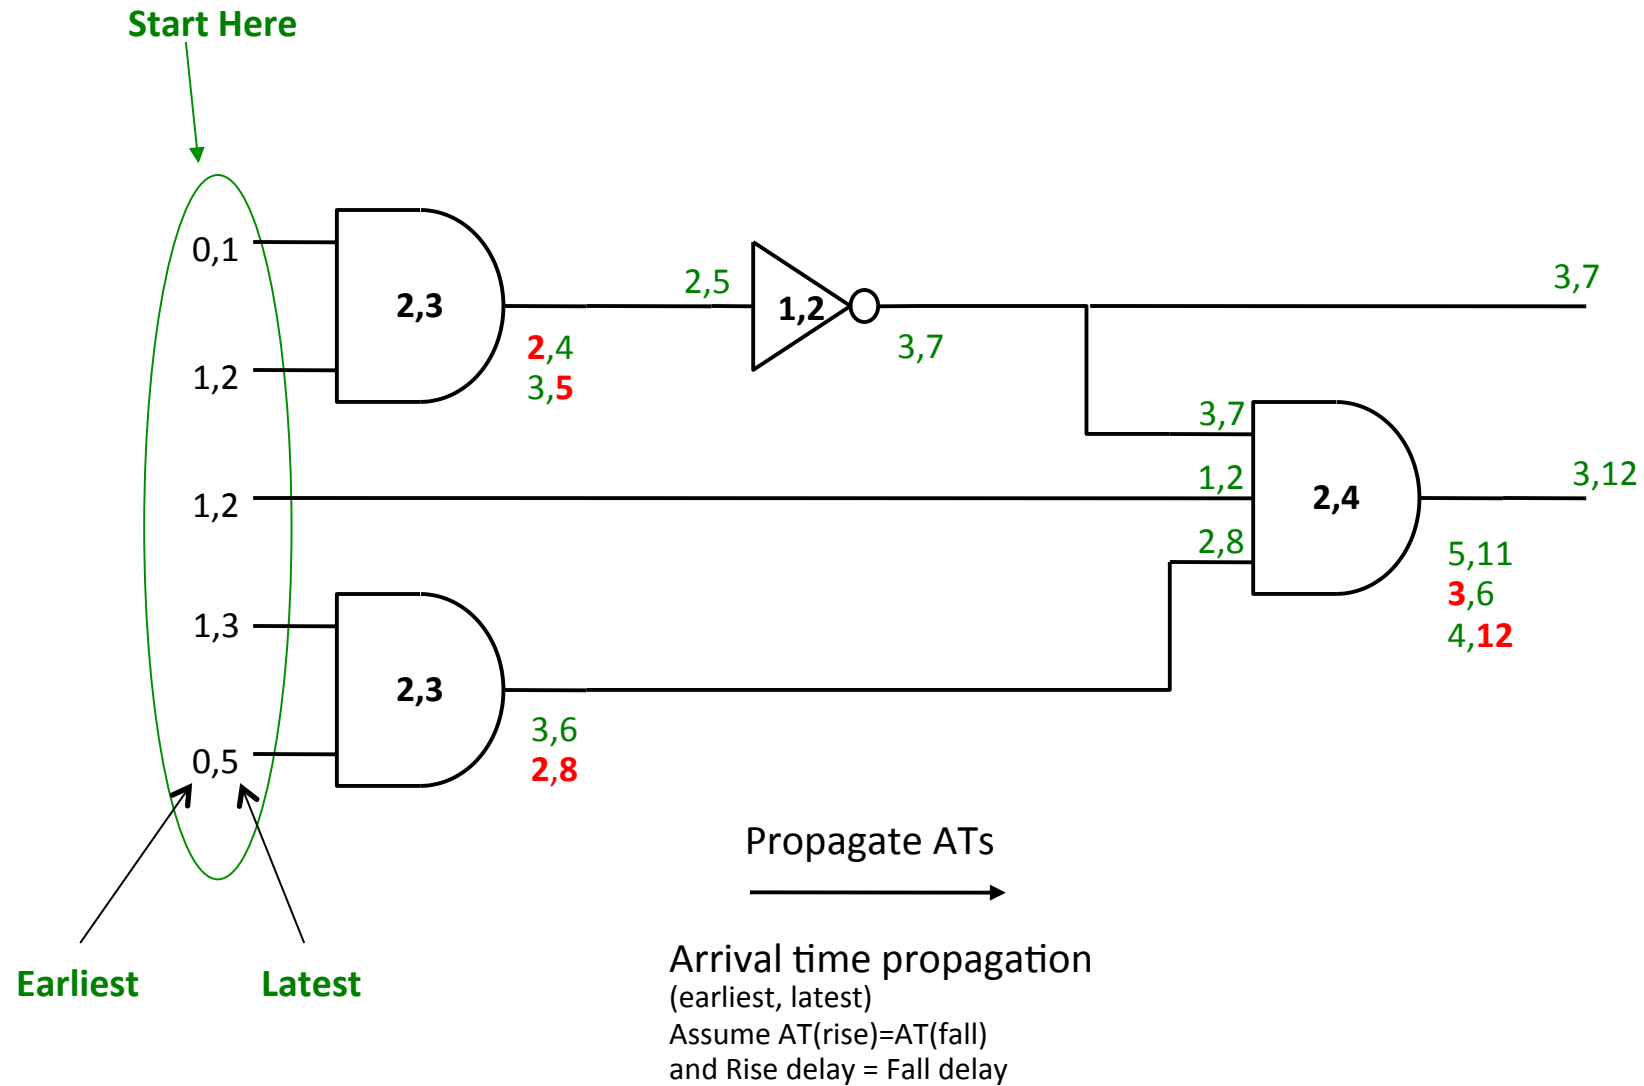 Start Here
0,1
2,3
2,5
1,2
3,7
2,4
3,5
3,7
1,2
3,7
1,2
3,12
1,2
2,4
2,8
5,11
3,6
4,12
1,3
2,3
3,6
2,8
0,5
Propagate ATs
Earliest
Latest
Arrival time propagation
(earliest, latest)
Assume AT(rise)=AT(fall)
and Rise delay = Fall delay